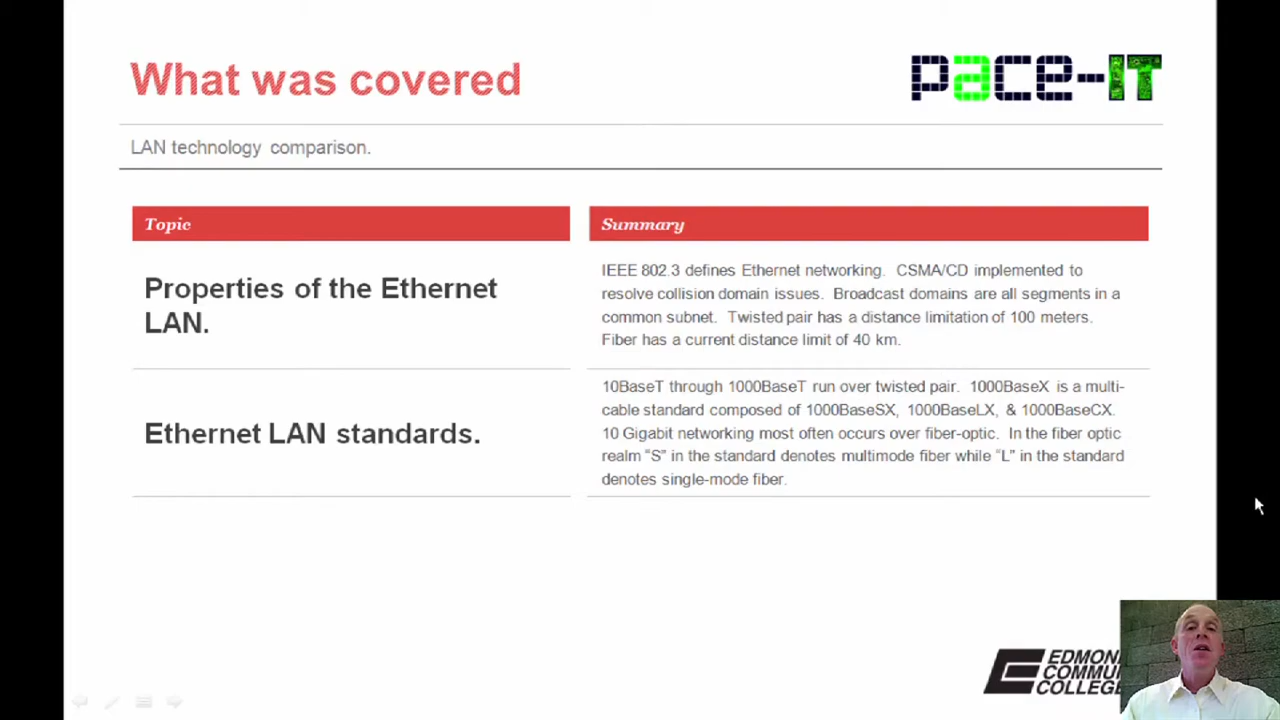 What was covered
pace-IT
LAN technology comparison.
Topic
Summary
Properties of the Ethernet
LAN.
IEEE 802.3 defines Ethernet networking. CSMA/CD implemented to
resolve collision domain issues. Broadcast domains are all segments in a
common subnet. Twisted pair has a distance limitation of 100 meters.
Fiber has a current distance limit of 40 km.
Ethernet LAN standards.
10BaseT through 1000BaseT run over twisted pair. 1000BaseX is a multi-
cable standard composed of 1000BaseSX, 1000BaseLX, & 1000BaseCX.
10 Gigabit networking most often occurs over fiber-optic. In the fiber optic
realm “S” in the standard denotes multimode fiber while “L” in the standard
denotes single-mode fiber.
EDMON
COMMU
COLLEGE